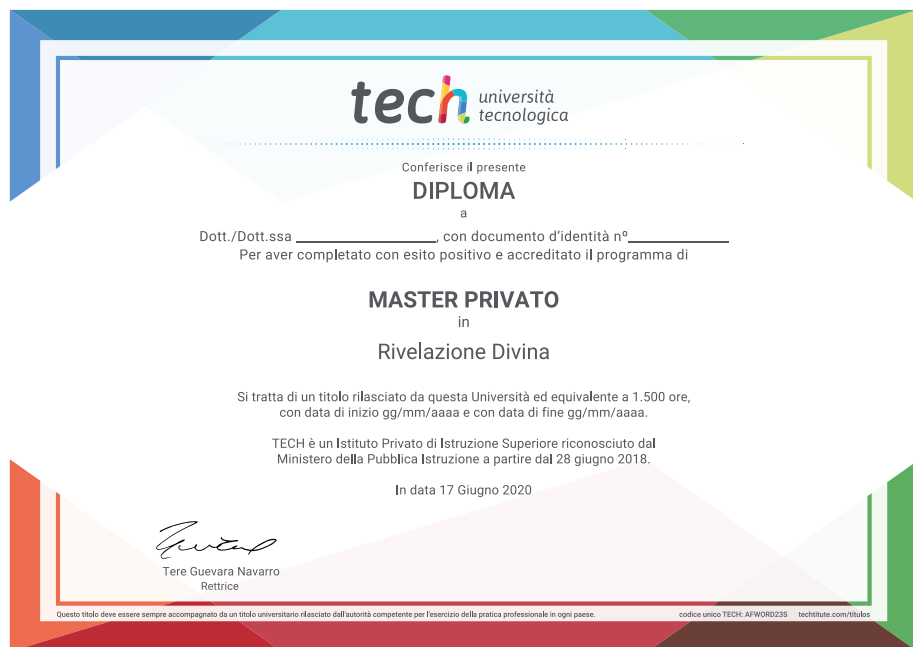 tech università
tecnologica
Conferisce il presente
DIPLOMA
a
Dott./Dott.ssa ________________, con documento d'identità nº____________
Per aver completato con esito positivo e accreditato il programma di
MASTER PRIVATO
in
Rivelazione Divina
Si tratta di un titolo rilasciato da questa Università ed equivalente a 1.500 ore,
con data di inizio gg/mm/aaaa e con data di fine gg/mm/aaaa.
TECH è un Istituto Privato di Istruzione Superiore riconosciuto dal
Ministero della Pubblica Istruzione a partire dal 28 giugno 2018.
In data 17 Giugno 2020
Tere Guevara Navarro
Rettrice
Questo titolo deve essere sempre accompagnato da un titolo universitario rilasciato dall'autorità competente per l'esercizio della pratica professionale in ogni paese. codice unico TECH: AFWORD23S techtitute.com/titulos